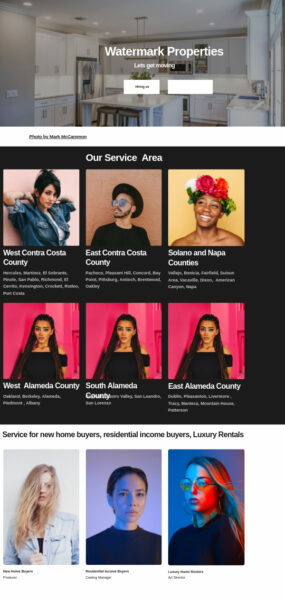 Watermark Properties
Lets get moving
Hiring us
Photo by Mark McCammon
Our Service Area
West Contra Costa
County
Hercules, Martinez, El Sobrante,
Pinole, San Pablo, Richmond, El
Cerrito, Kensington, Crockett, Rodeo,
Port Costa
East Contra Costa
County
Pacheco, Pleasant Hill, Concord, Bay
Point, Pittsburg, Antioch, Brentwood,
Oakley
Solano and Napa
Counties
Vallejo, Benicia, Fairfield, Suisun
Area, Vacaville, Dixon, American
Canyon, Napa
West Alameda County
Oakland, Berkeley, Alameda,
Piedmont , Albany
South Alameda
County
Valley, San Leandro,
San Lorenzo
East Alameda County
Dublin, Pleasanton, Livermore ,
Tracy, Manteca, Mountain House,
Patterson
Service for new home buyers, residential income buyers, Luxury Rentals
New Home Buyers
Producer
Residential Income Buyers
Casting Manager
Luxury Home Renters
Art Director